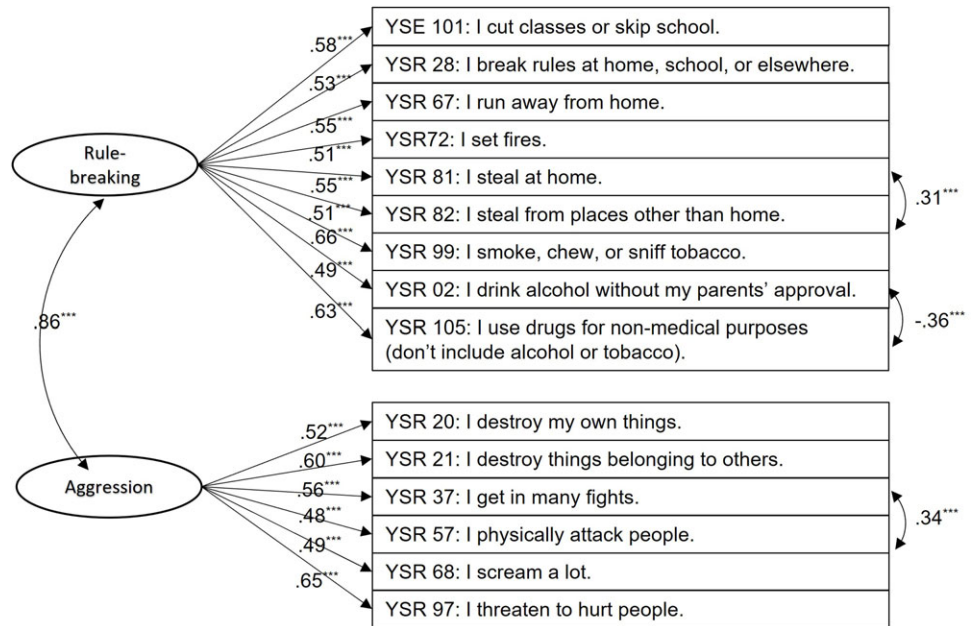 .58***
YSE 101: I cut classes or skip school.
.53***
YSR 28: I break rules at home, school, or elsewhere.
.55***
YSR 67: I run away from home.
.51***
YSR72: I set fires.
Rule-
breaking
.55***
YSR 81: I steal at home.
.31***
.51***
YSR 82: I steal from places other than home.
.66***
YSR 99: I smoke, chew, or sniff tobacco.
.49***
YSR 02: I drink alcohol without my parents’ approval.
.63***
-.36***
YSR 105: I use drugs for non-medical purposes
(don’t include alcohol or tobacco).
.86***
.52***
YSR 20: I destroy my own things.
.60***
YSR 21: I destroy things belonging to others.
Aggression
.56***
YSR 37: I get in many fights.
.34***
.48***
YSR 57: I physically attack people.
.49***
YSR 68: I scream a lot.
.65***
YSR 97: I threaten to hurt people.